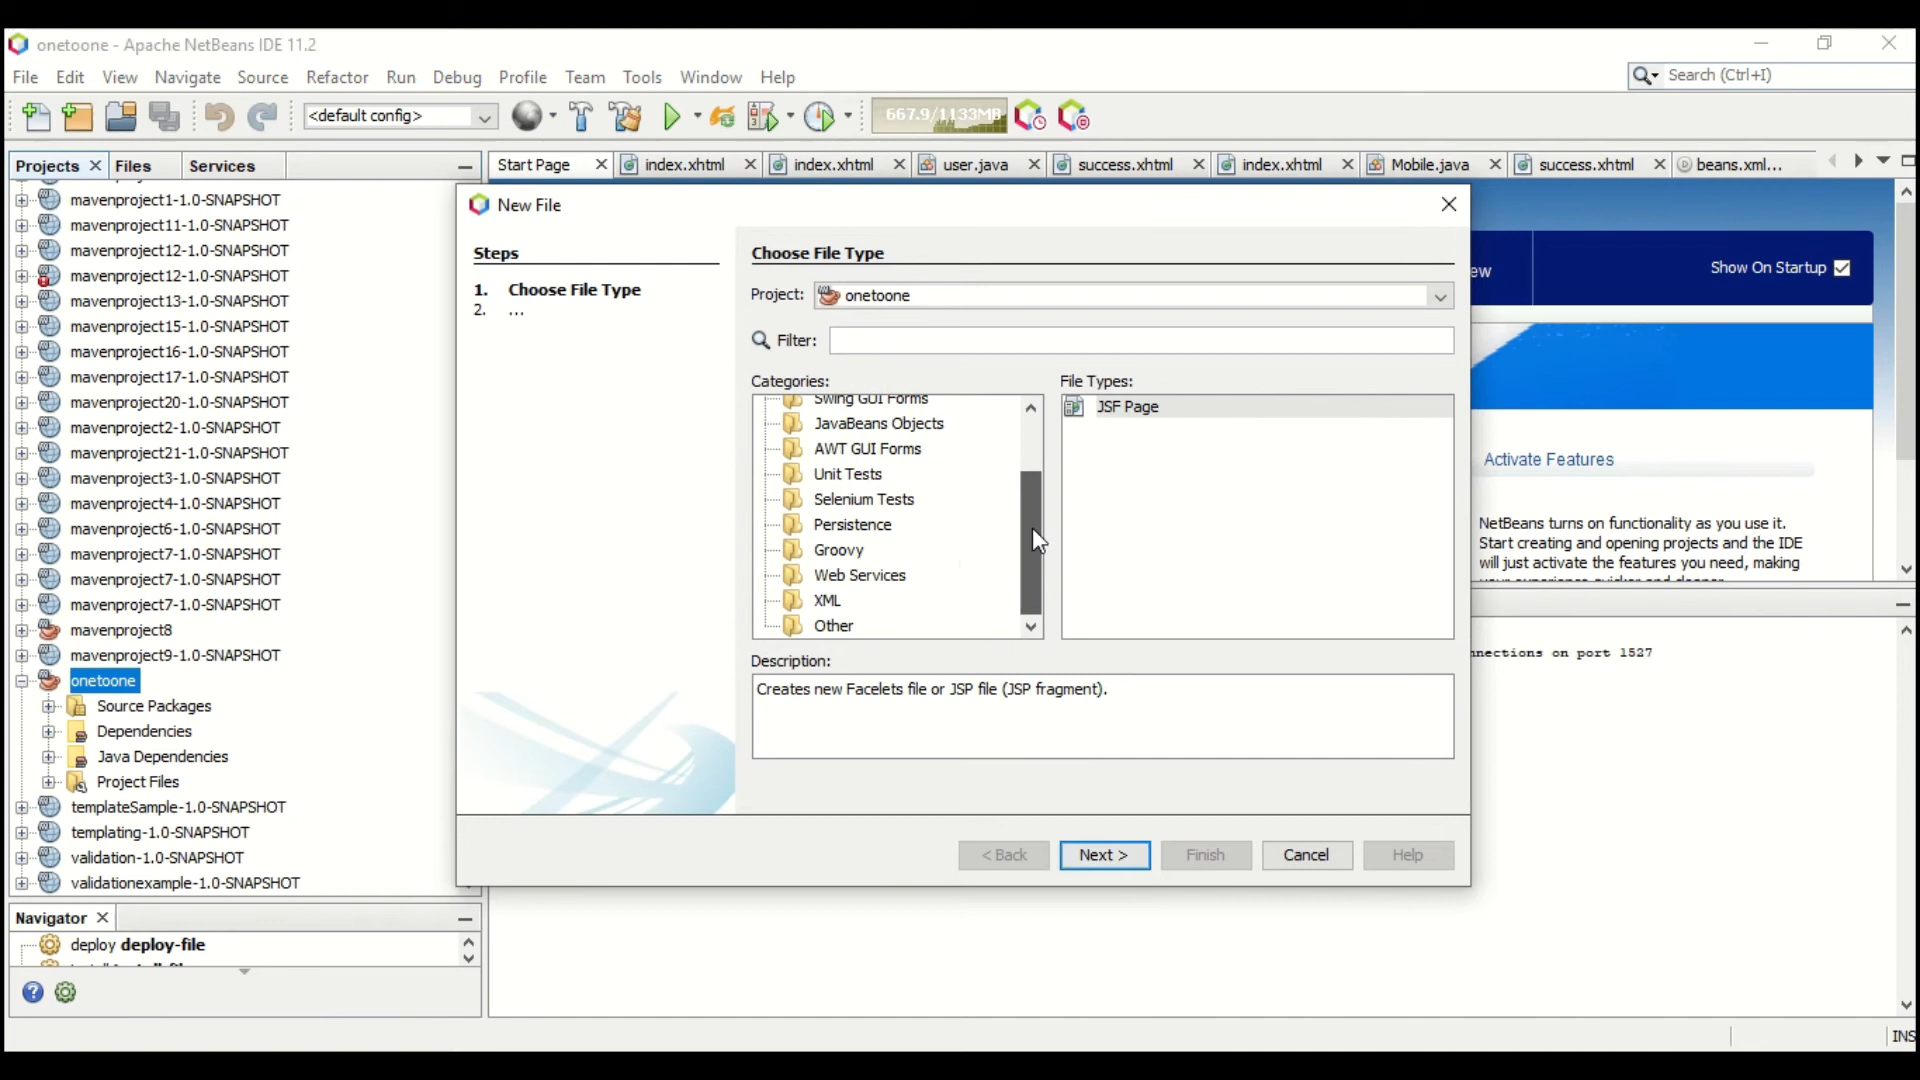 onetoone - Apache NetBeans IDE 11.2
File Edit View Navigate Source Refactor Run Debug Profile Team Tools Window Help
Search (Ctrl+I)
<default config>
667.9/1133MB
Projects Files Services
Start Page index.xhtml index.xhtml user.java success.xhtml index.xhtml Mobile.java success.xhtml beans.xml...
mavenproject1-1.0-SNAPSHOT
mavenproject11-1.0-SNAPSHOT
mavenproject12-1.0-SNAPSHOT
mavenproject12-1.0-SNAPSHOT
mavenproject13-1.0-SNAPSHOT
mavenproject15-1.0-SNAPSHOT
mavenproject16-1.0-SNAPSHOT
mavenproject17-1.0-SNAPSHOT
mavenproject20-1.0-SNAPSHOT
mavenproject2-1.0-SNAPSHOT
mavenproject21-1.0-SNAPSHOT
mavenproject3-1.0-SNAPSHOT
mavenproject4-1.0-SNAPSHOT
mavenproject6-1.0-SNAPSHOT
mavenproject7-1.0-SNAPSHOT
mavenproject7-1.0-SNAPSHOT
mavenproject7-1.0-SNAPSHOT
mavenproject8
mavenproject9-1.0-SNAPSHOT
onetoone
Source Packages
Dependencies
Java Dependencies
Project Files
templateSample-1.0-SNAPSHOT
templating-1.0-SNAPSHOT
validation-1.0-SNAPSHOT
validationexample-1.0-SNAPSHOT
Navigator
deploy deploy-file
New File
Steps
1. Choose File Type
2. ...
Choose File Type
Project: onetoone
Filter:
Categories:
Swing GUI Forms
JavaBeans Objects
AWT GUI Forms
Unit Tests
Selenium Tests
Persistence
Groovy
Web Services
XML
Other
File Types:
JSF Page
Description:
Creates new Facelets file or JSP file (JSP fragment).
< Back Next > Finish Cancel Help
ew
Show On Startup
Activate Features
NetBeans turns on functionality as you use it.
Start creating and opening projects and the IDE
will just activate the features you need, making
nnections on port 1527
INS